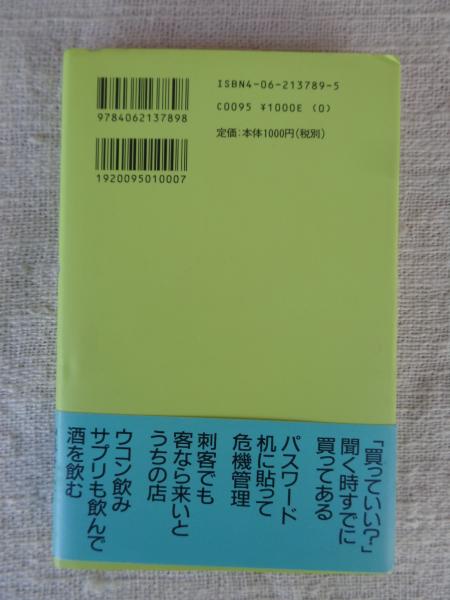 ISBN4-06-213789-5
C0095 ¥1000E (0)
定価:本体1000円(税別)
9784062137898
1920095010007
「買っていい?」
聞く時すでに
買ってある
パスワード
机に貼って
危機管理
刺客でも
客なら来いと
うちの店
ウコン飲み
サプリも飲んで
酒を飲む